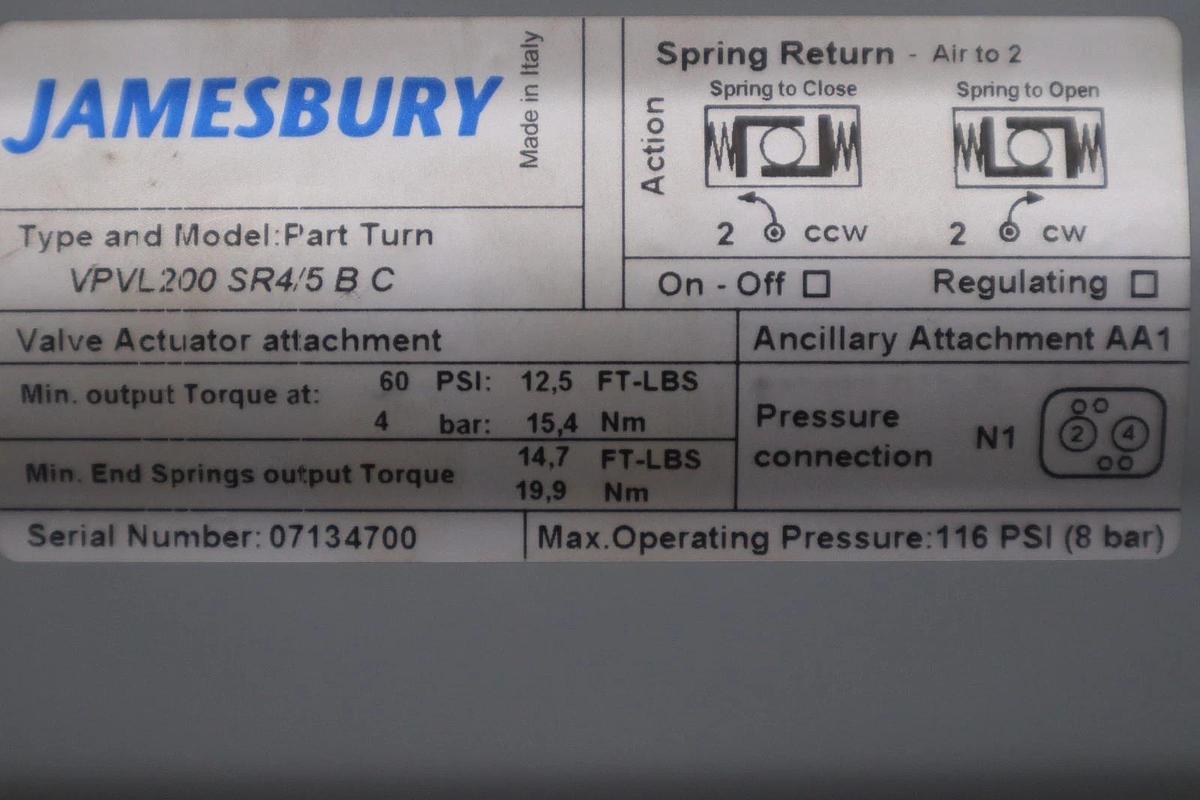 JAMESBURY
Made in Italy
Type and Model:Part Turn
VPVL200 SR4/5 B C
Action
Spring Return - Air to 2
Spring to Close
Spring to Open
2 CCW
2 CW
On - Off
Regulating
Valve Actuator attachment
Ancillary Attachment AA1
Min. output Torque at:
60 PSI: 12,5 FT-LBS
4 bar: 15,4 Nm
Min. End Springs output Torque
14,7 FT-LBS
19,9 Nm
Pressure
connection
N1
2 4
Serial Number: 07134700
Max.Operating Pressure:116 PSI (8 bar)